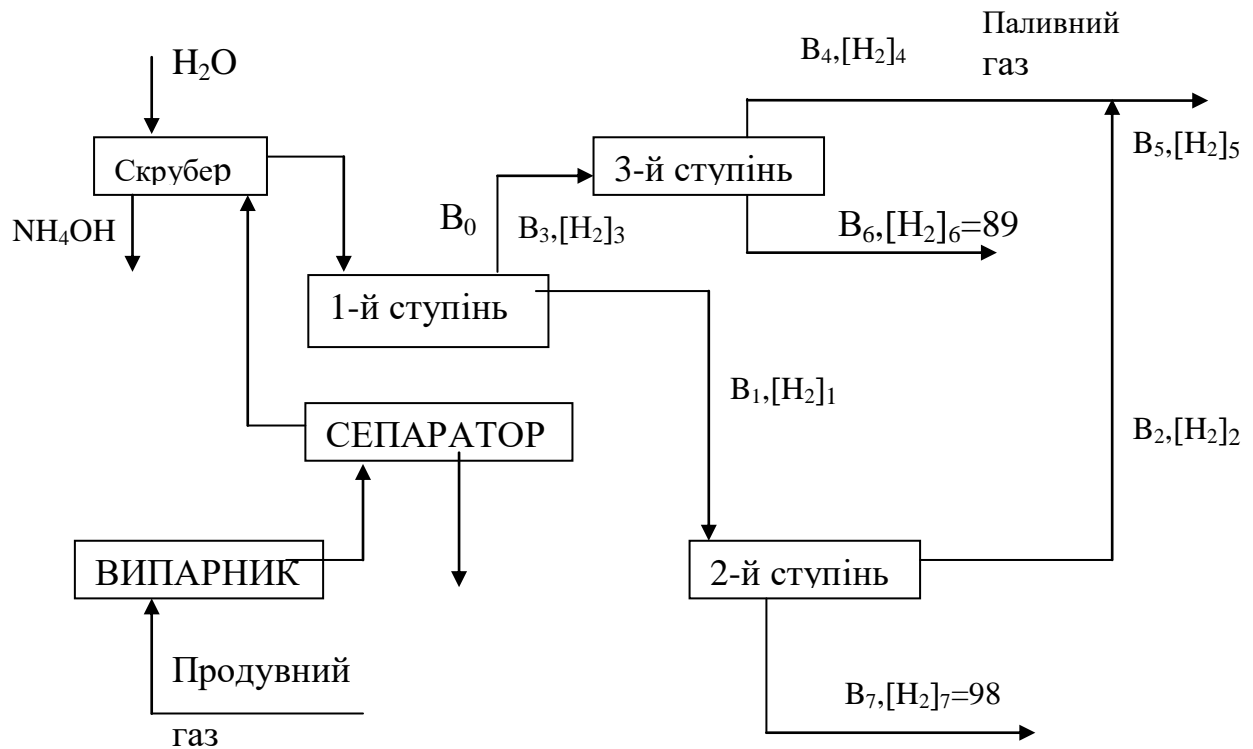 Паливний
газ
B₄,[H₂]₄
H₂O
Скрубер
3-й ступінь
B₅,[H₂]₅
NH₄OH
B₀
B₃,[H₂]₃
B₆,[H₂]₆=89
1-й ступінь
B₁,[H₂]₁
СЕПАРАТОР
B₂,[H₂]₂
ВИПАРНИК
2-й ступінь
Продувний
газ
B₇,[H₂]₇=98